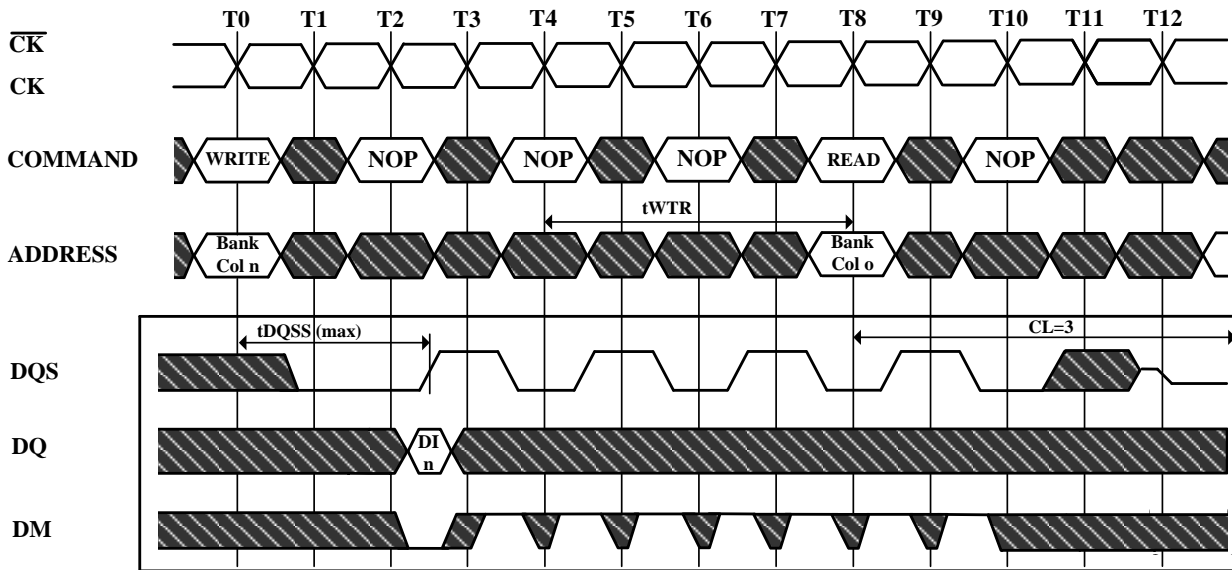 T0 T1 T2 T3 T4 T5 T6 T7 T8 T9 T10 T11 T12
CK
CK
COMMAND WRITE NOP NOP NOP READ NOP
tWTR
ADDRESS Bank Col n Bank Col o
tDQSS (max) CL=3
DQS
DQ DI n
DM